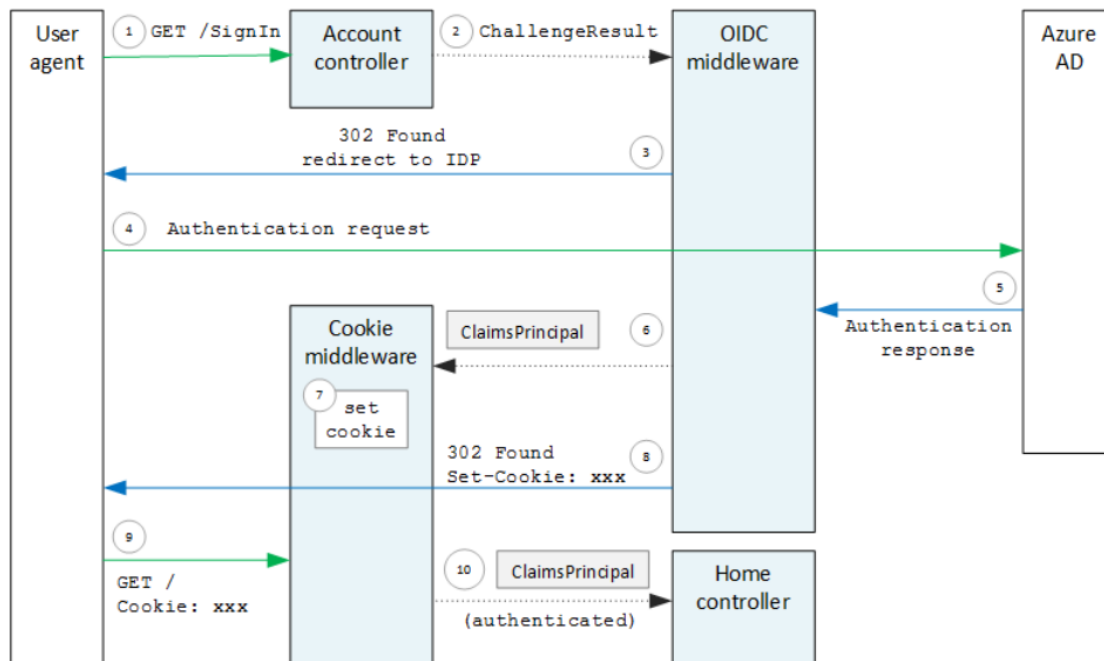 User
agent
1 GET /SignIn
Account
controller
2 ChallengeResult
OIDC
middleware
Azure
AD
302 Found
redirect to IDP
3
4 Authentication request
5
Authentication
response
Cookie
middleware
ClaimsPrincipal
6
7
set
cookie
302 Found
Set-Cookie: xxx
8
9
GET /
Cookie: xxx
10 ClaimsPrincipal
(authenticated)
Home
controller